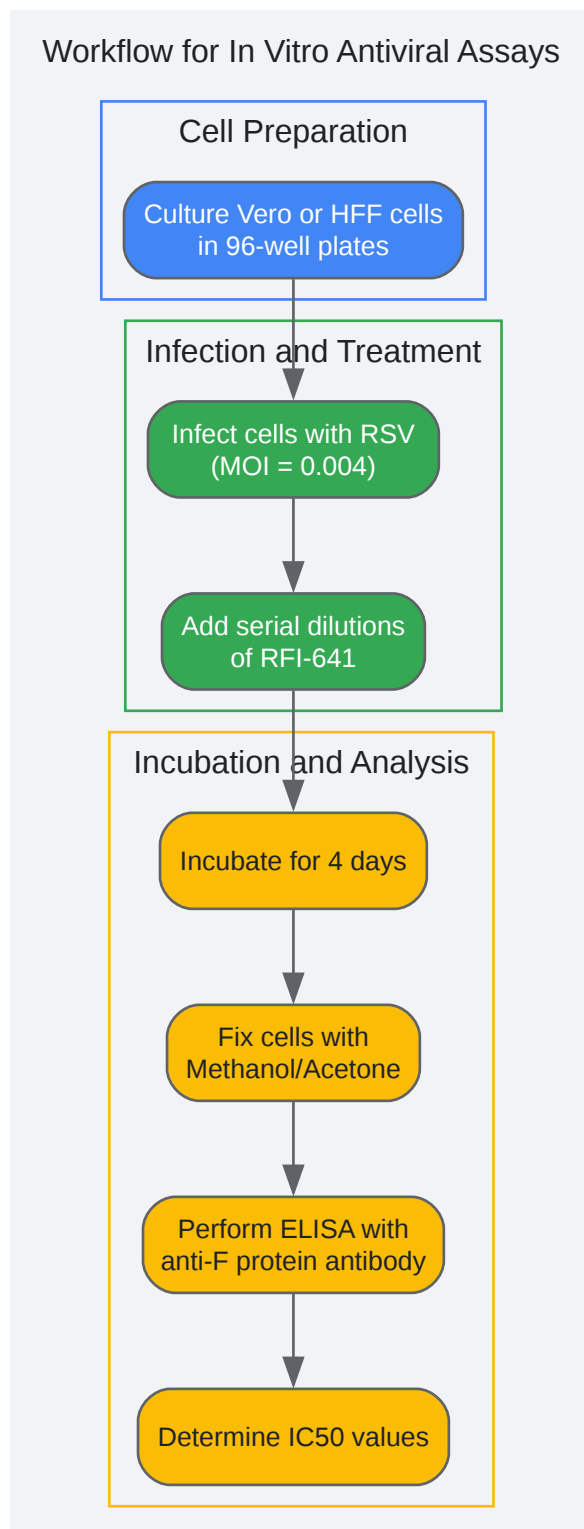 Workflow for In Vitro Antiviral Assays
Cell Preparation
Culture Vero or HFF cells
in 96-well plates
Infection and Treatment
Infect cells with RSV
(MOI = 0.004)
Add serial dilutions
of RFI-641
Incubation and Analysis
Incubate for 4 days
Fix cells with
Methanol/Acetone
Perform ELISA with
anti-F protein antibody
Determine IC50 values